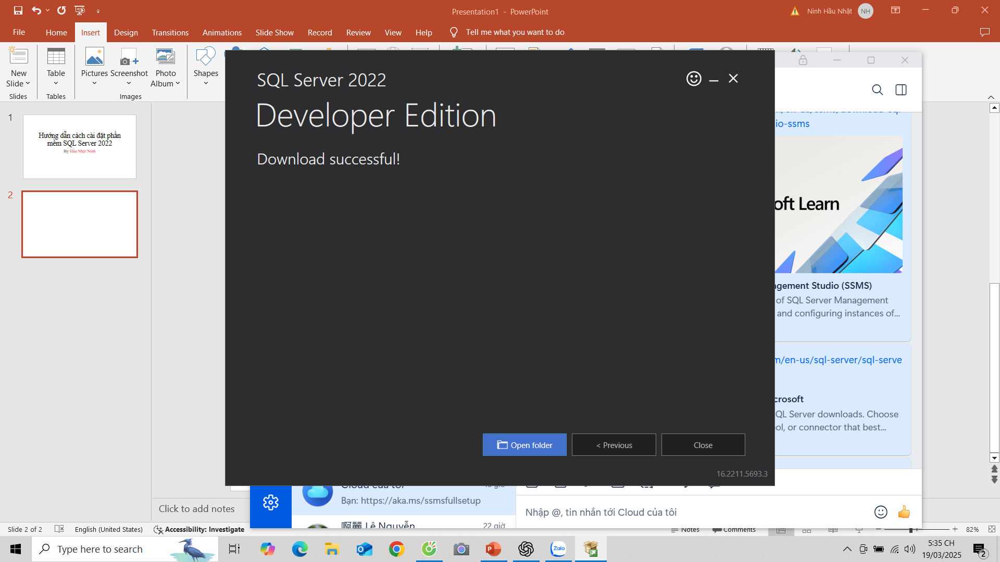 Presentation1 - PowerPoint
Ninh Hầu Nhật
NH
File
Home
Insert
Design
Transitions
Animations
Slide Show
Record
Review
View
Help
Tell me what you want to do
New
Slide
Table
Pictures
Screenshot
Photo
Album
Shapes
Slides
Tables
Images
1
Hướng dẫn cách cài đặt phần
mềm SQL Server 2022
By Hầu Nhật Ninh
2
SQL Server 2022
Developer Edition
Download successful!
Open folder
< Previous
Close
16.2211.5693.3
io-ssms
oft Learn
gement Studio (SSMS)
of SQL Server Management
and configuring instances of...
m/en-us/sql-server/sql-serve
crosoft
QL Server downloads. Choose
ol, or connector that best...
Cloud của tôi
Bạn: https://aka.ms/ssmsfullsetup
Lê Nguyễn
22 giờ
Nhập @, tin nhắn tới Cloud của tôi
Click to add notes
Slide 2 of 2
English (United States)
Accessibility: Investigate
Notes
Comments
82%
Type here to search
Zalo
5:35 CH
19/03/2025
2